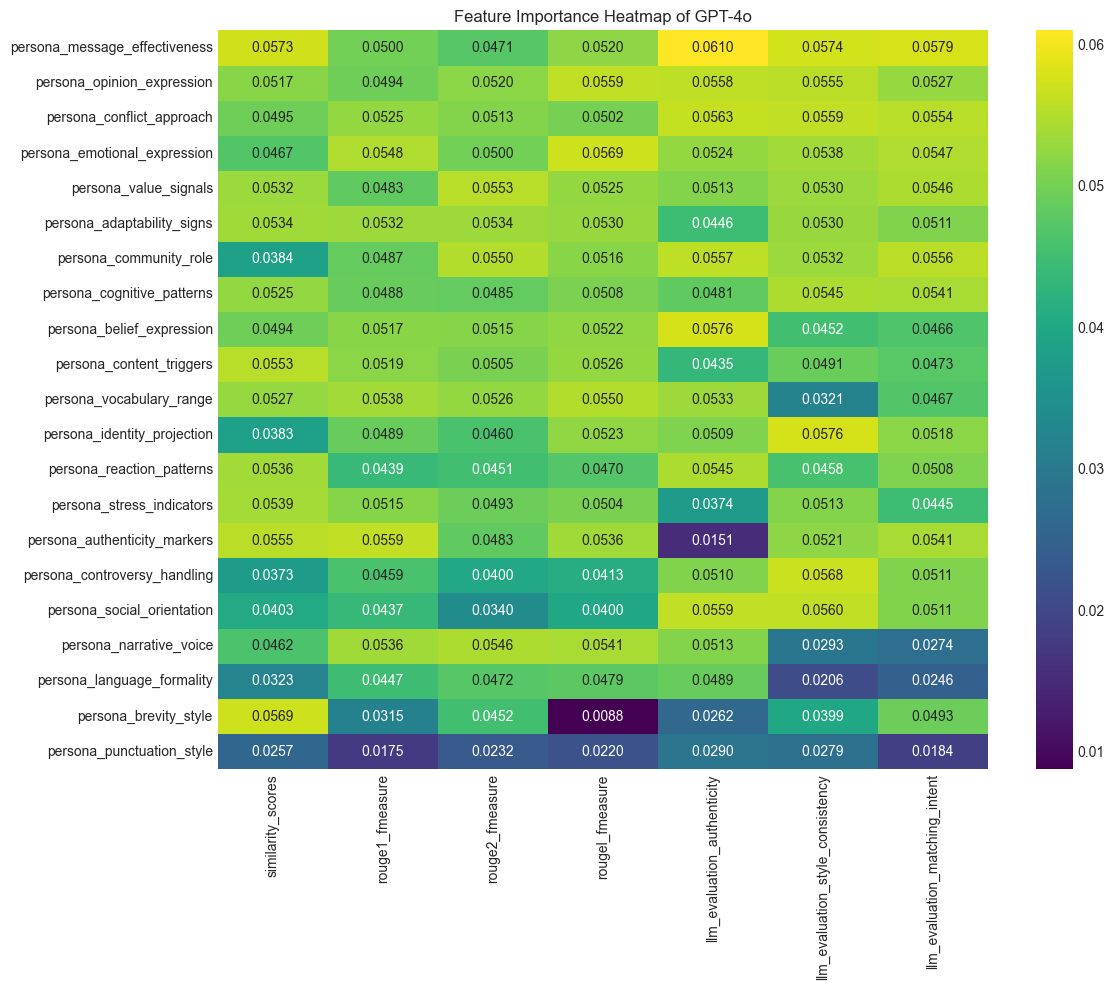 Feature Importance Heatmap of GPT-4o
persona_message_effectiveness 0.0573 0.0500 0.0471 0.0520 0.0610 0.0574 0.0579
persona_opinion_expression 0.0517 0.0494 0.0520 0.0559 0.0558 0.0555 0.0527
persona_conflict_approach 0.0495 0.0525 0.0513 0.0502 0.0563 0.0559 0.0554
persona_emotional_expression 0.0467 0.0548 0.0500 0.0569 0.0524 0.0538 0.0547
persona_value_signals 0.0532 0.0483 0.0553 0.0525 0.0513 0.0530 0.0546
persona_adaptability_signs 0.0534 0.0532 0.0534 0.0530 0.0446 0.0530 0.0511
persona_community_role 0.0384 0.0487 0.0550 0.0516 0.0557 0.0532 0.0556
persona_cognitive_patterns 0.0525 0.0488 0.0485 0.0508 0.0481 0.0545 0.0541
persona_belief_expression 0.0494 0.0517 0.0515 0.0522 0.0576 0.0452 0.0466
persona_content_triggers 0.0553 0.0519 0.0505 0.0526 0.0435 0.0491 0.0473
persona_vocabulary_range 0.0527 0.0538 0.0526 0.0550 0.0533 0.0321 0.0467
persona_identity_projection 0.0383 0.0489 0.0460 0.0523 0.0509 0.0576 0.0518
persona_reaction_patterns 0.0536 0.0439 0.0451 0.0470 0.0545 0.0458 0.0508
persona_stress_indicators 0.0539 0.0515 0.0493 0.0504 0.0374 0.0513 0.0445
persona_authenticity_markers 0.0555 0.0559 0.0483 0.0536 0.0151 0.0521 0.0541
persona_controversy_handling 0.0373 0.0459 0.0400 0.0413 0.0510 0.0568 0.0511
persona_social_orientation 0.0403 0.0437 0.0340 0.0400 0.0559 0.0560 0.0511
persona_narrative_voice 0.0462 0.0536 0.0546 0.0541 0.0513 0.0293 0.0274
persona_language_formality 0.0323 0.0447 0.0472 0.0479 0.0489 0.0206 0.0246
persona_brevity_style 0.0569 0.0315 0.0452 0.0088 0.0262 0.0399 0.0493
persona_punctuation_style 0.0257 0.0175 0.0232 0.0220 0.0290 0.0279 0.0184
similarity_scores
rouge1_fmeasure
rouge2_fmeasure
rougel_fmeasure
llm_evaluation_authenticity
llm_evaluation_style_consistency
llm_evaluation_matching_intent
0.06
0.05
0.04
0.03
0.02
0.01